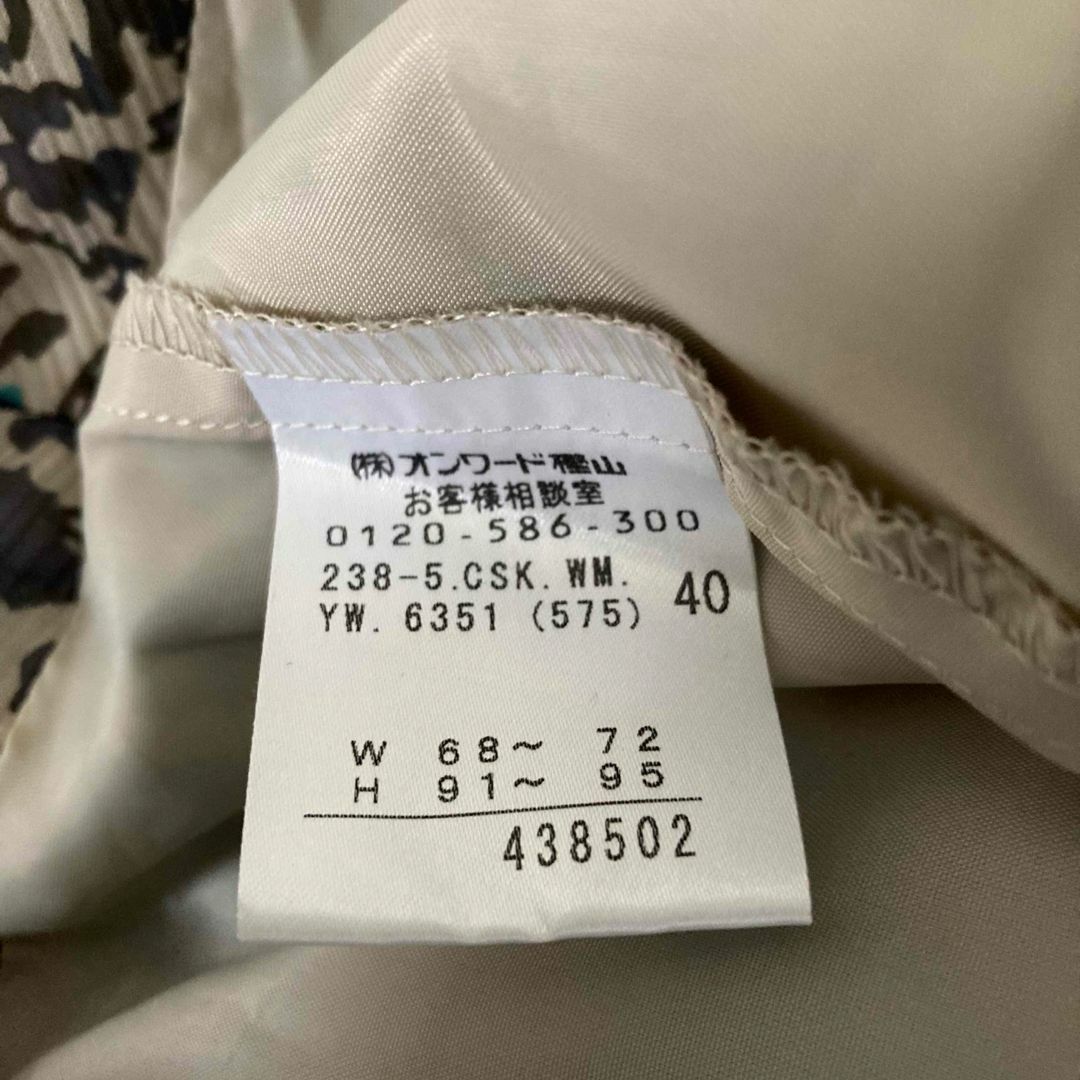 (株)オンワード樫山
お客様相談室
0120-586-300
238-5.CSK.WM.
YW. 6351 (575) 40
W 68～ 72
H 91～ 95
438502